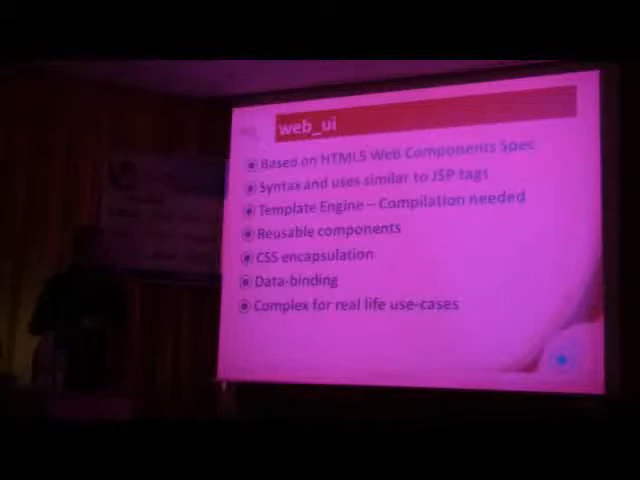 web_ui
Based on HTML5 Web Components Spec
Syntax and uses similar to JSP tags
Template Engine – Compilation needed
Reusable components
CSS encapsulation
Data-binding
Complex for real life use-cases